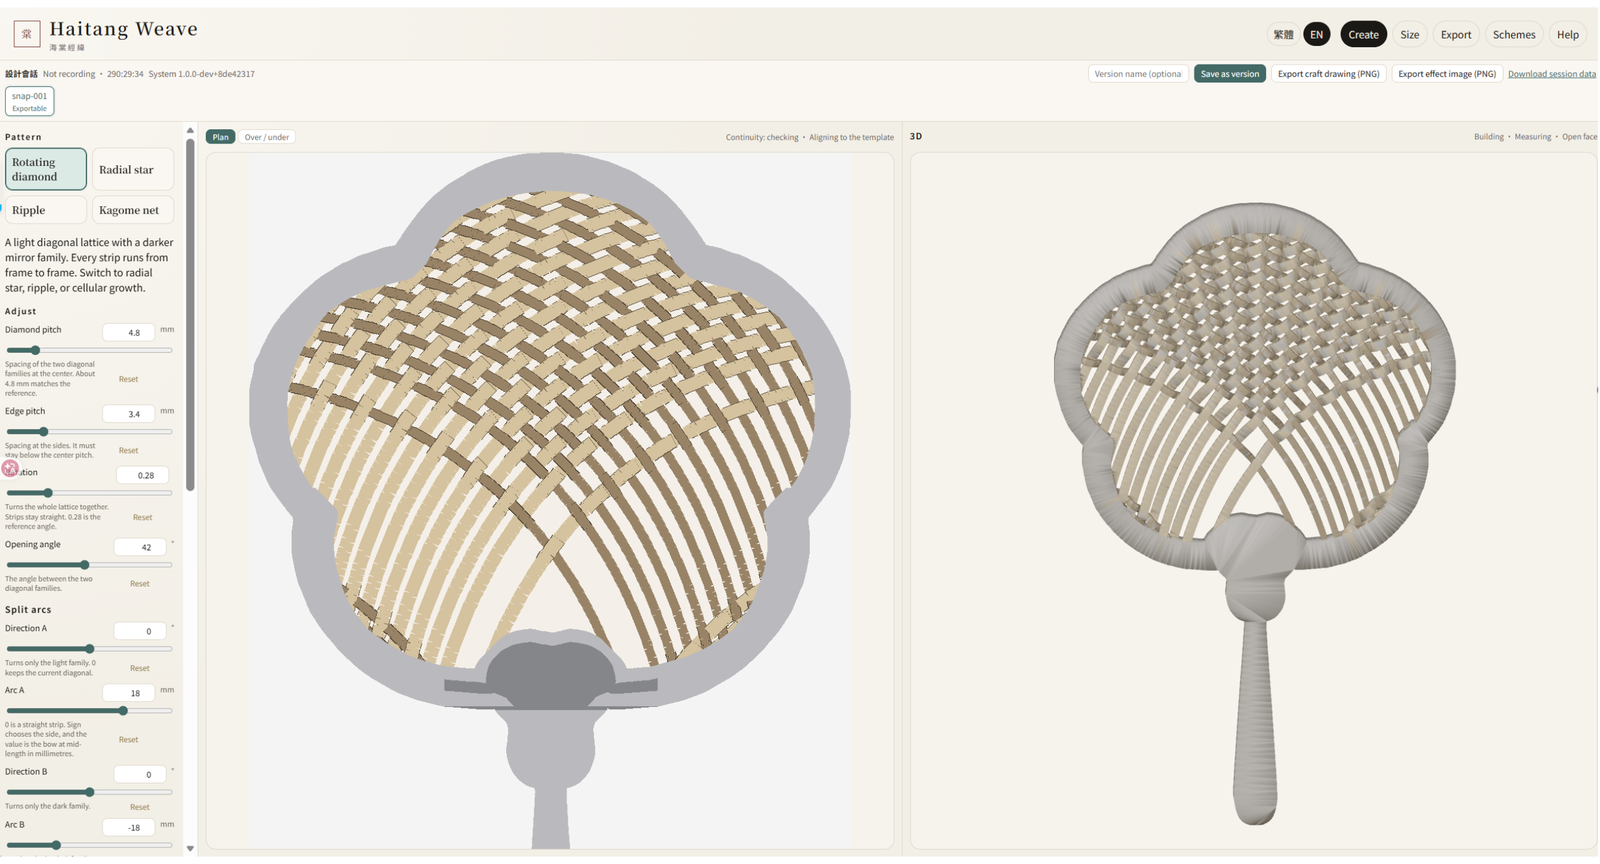 棠
Haitang Weave
海棠經緯
繁體 EN Create Size Export Schemes Help
設計會話 Not recording • 290:29:34 System 1.0.0-dev+8de42317
Version name (optiona Save as version Export craft drawing (PNG) Export effect image (PNG) Download session data
snap-001
Exportable
Pattern
Rotating
diamond
Radial star
Ripple
Kagome net
A light diagonal lattice with a darker
mirror family. Every strip runs from
frame to frame. Switch to radial
star, ripple, or cellular growth.
Adjust
Diamond pitch 4.8 mm
Spacing of the two diagonal
families at the center. About
4.8 mm matches the
reference.
Reset
Edge pitch 3.4 mm
Spacing at the sides. It must
stay below the center pitch.
Reset
0.28
Turns the whole lattice together.
Strips stay straight. 0.28 is the
reference angle.
Reset
Opening angle 42 °
The angle between the two
diagonal families.
Reset
Split arcs
Direction A 0 °
Turns only the light family. 0
keeps the current diagonal.
Reset
Arc A 18 mm
0 is a straight strip. Sign
chooses the side, and the
value is the bow at mid-
length in millimetres.
Reset
Direction B 0 °
Turns only the dark family.
Reset
Arc B -18 mm
Plan Over / under
Continuity: checking • Aligning to the template
3D
Building • Measuring • Open face